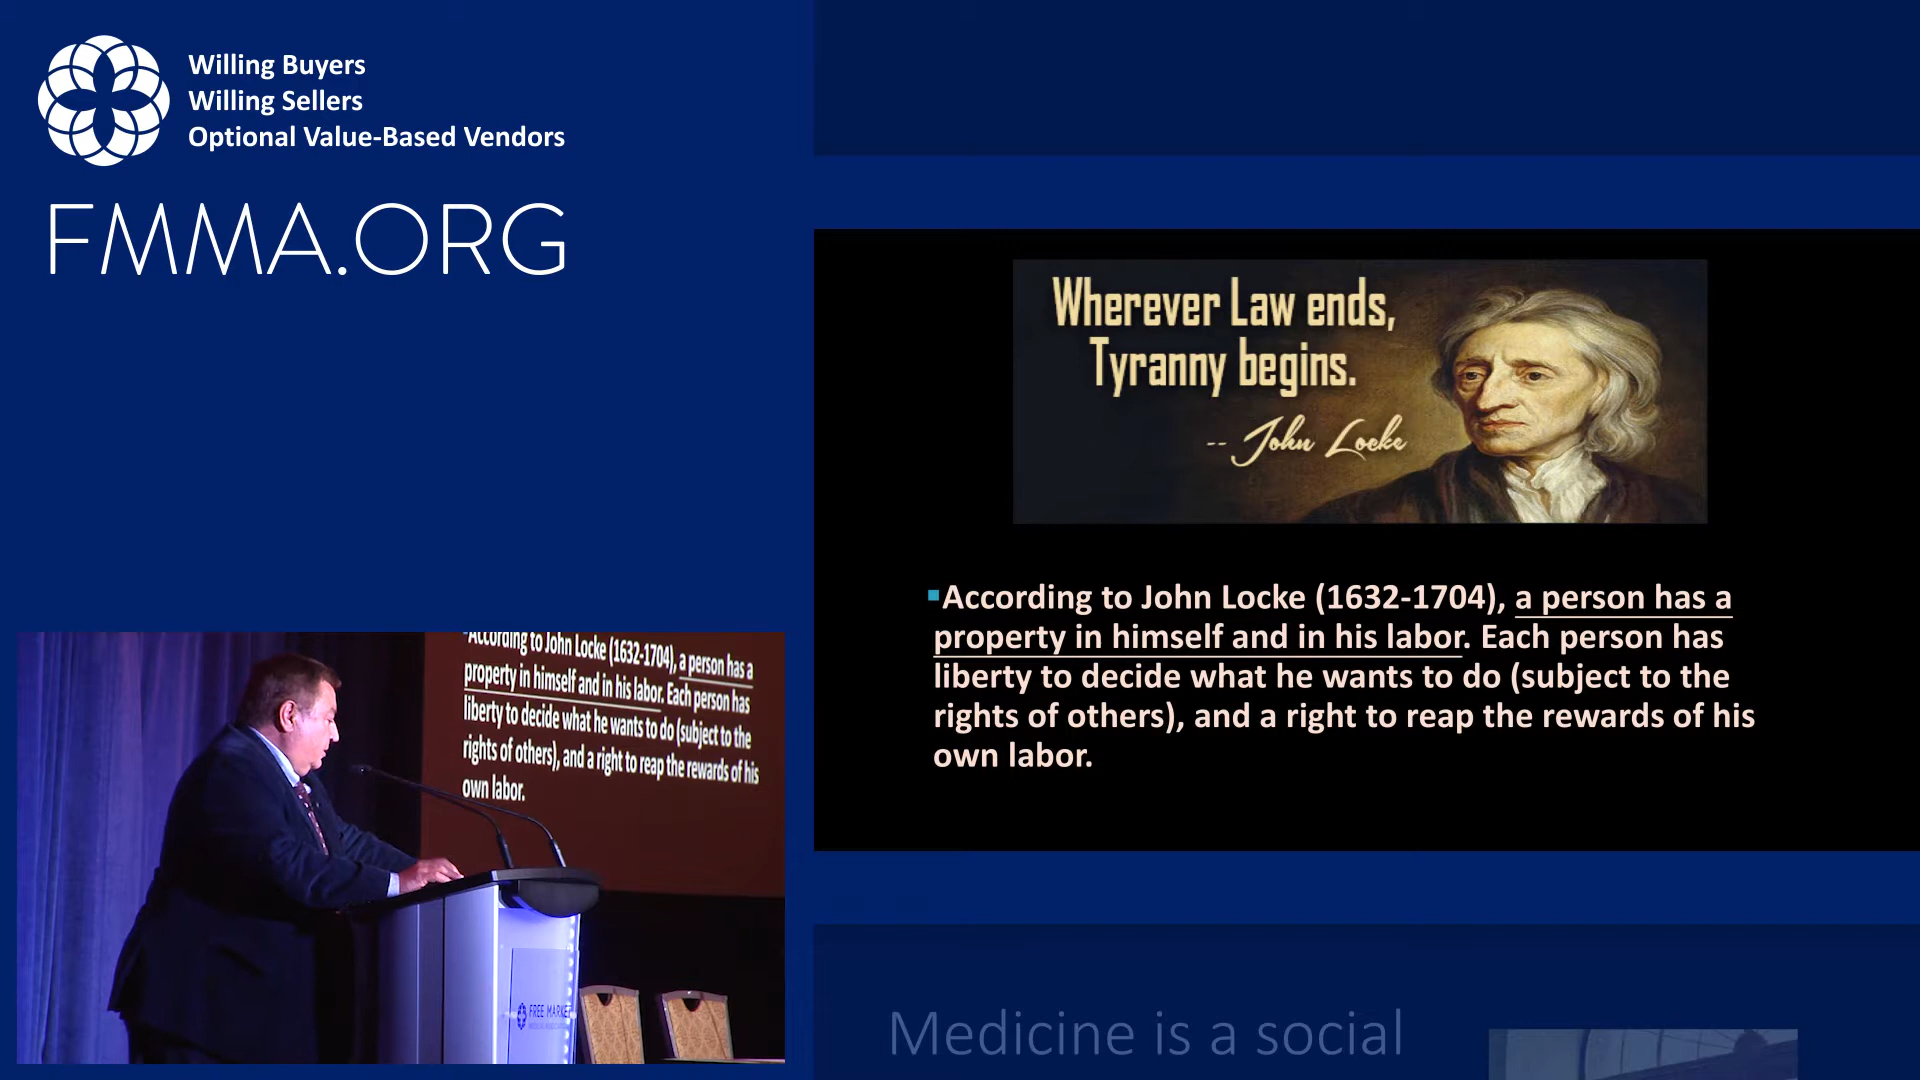 Willing Buyers
Willing Sellers
Optional Value-Based Vendors
FMMA.ORG
Wherever Law ends,
Tyranny begins.
-- John Locke
▪According to John Locke (1632-1704), a person has a
property in himself and in his labor. Each person has
liberty to decide what he wants to do (subject to the
rights of others), and a right to reap the rewards of his
own labor.
According to John Locke (1632-1704), a person has a
property in himself and in his labor. Each person has
liberty to decide what he wants to do (subject to the
rights of others), and a right to reap the rewards of his
own labor.
FREE MARKET
Medicine is a social